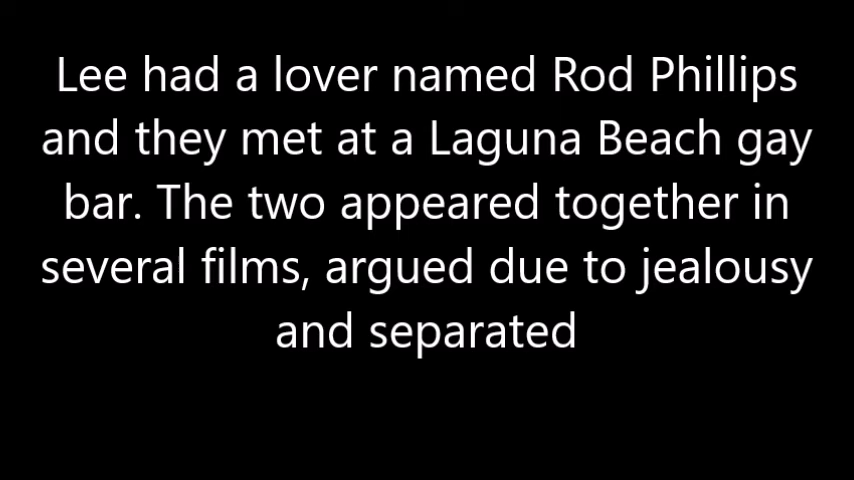 Lee had a lover named Rod Phillips
and they met at a Laguna Beach gay
bar. The two appeared together in
several films, argued due to jealousy
and separated